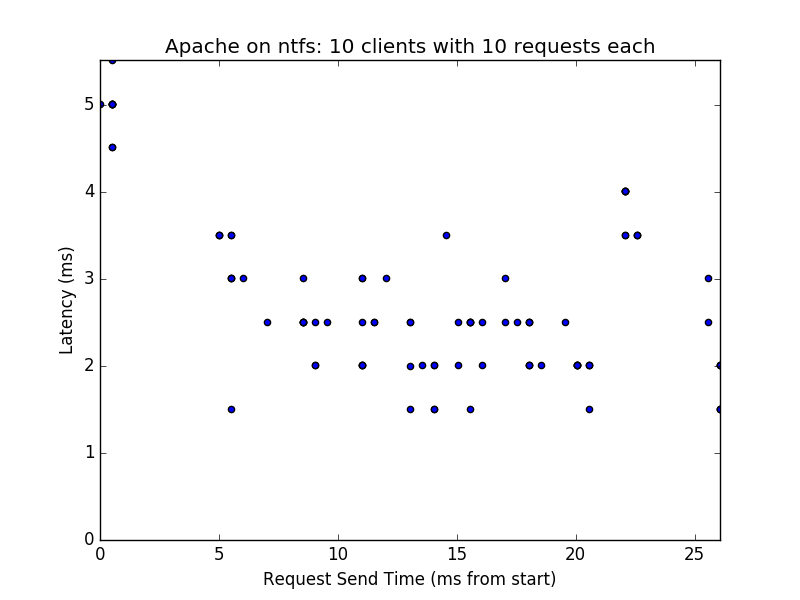 Apache on ntfs: 10 clients with 10 requests each
5
4
3
2
1
0
Latency (ms)
0 5 10 15 20 25
Request Send Time (ms from start)